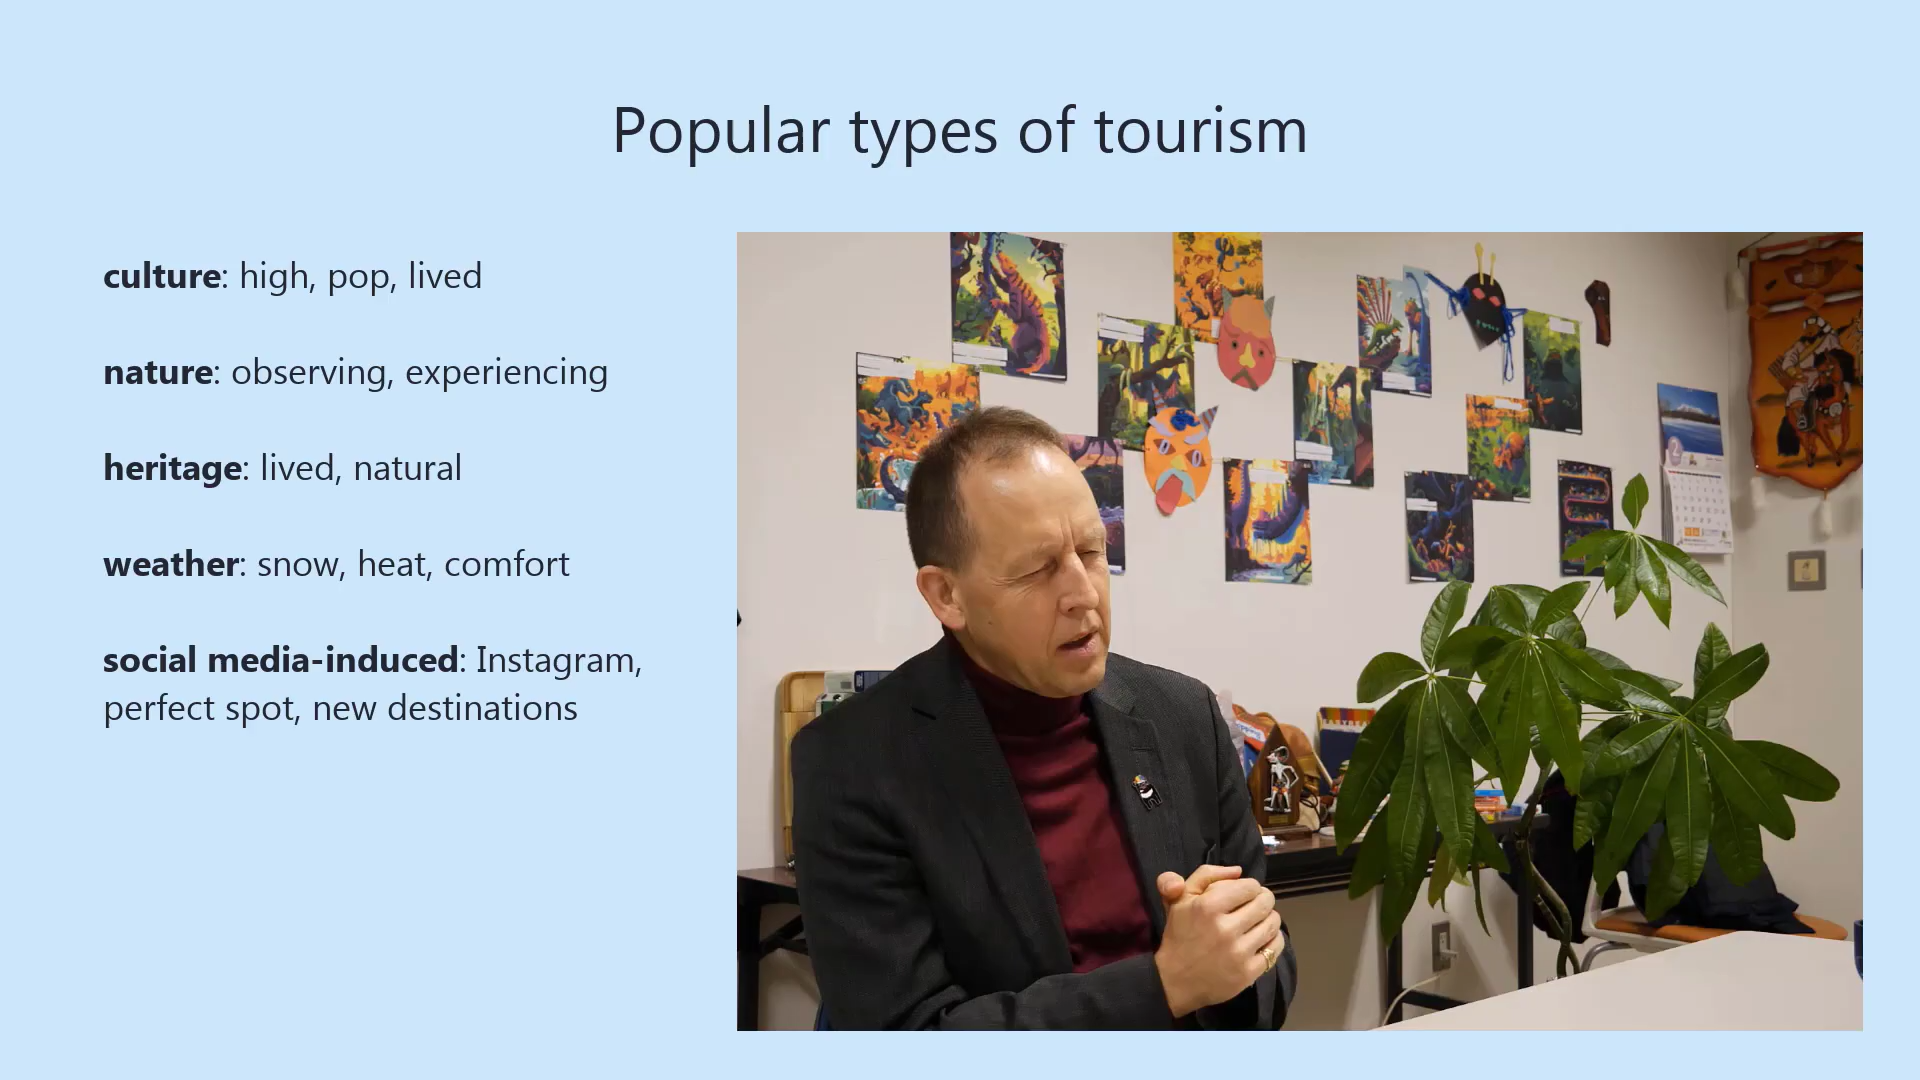 Popular types of tourism
culture: high, pop, lived
nature: observing, experiencing
heritage: lived, natural
weather: snow, heat, comfort
social media-induced: Instagram,
perfect spot, new destinations
2